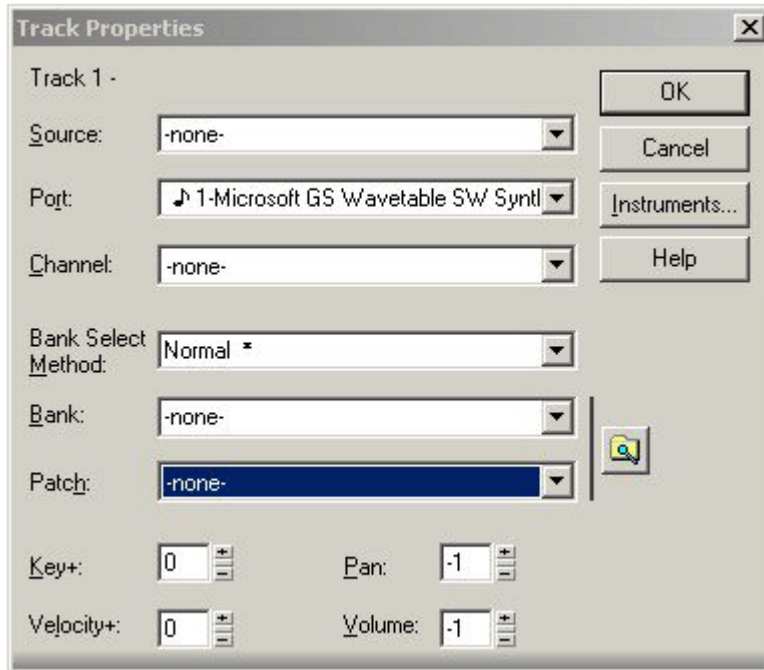 Track Properties
Track 1 -
OK
Source: -none-
Cancel
Port: 1-Microsoft GS Wavetable SW Synth
Instruments...
Channel: -none-
Help
Bank Select Method: Normal *
Bank: -none-
Patch: -none-
Key+: 0 Pan: -1
Velocity+: 0 Volume: -1